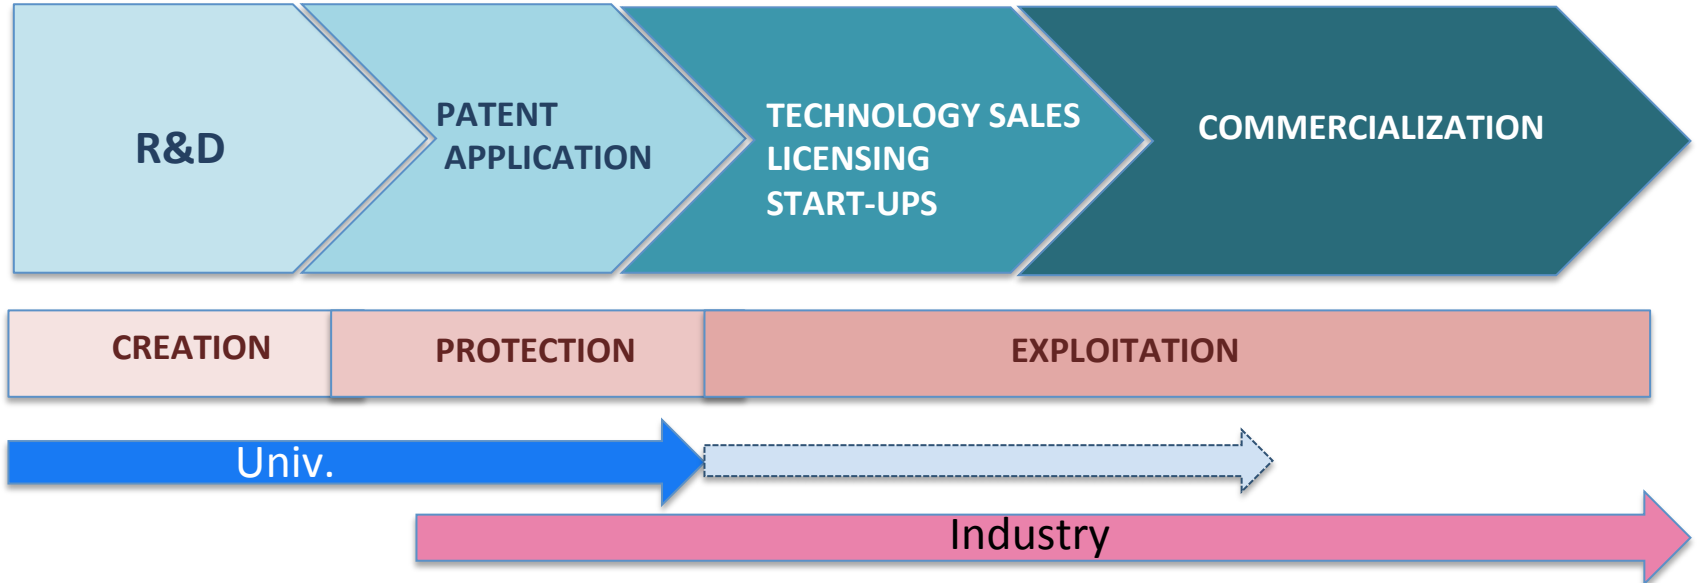 R&D
PATENT
APPLICATION
TECHNOLOGY SALES
LICENSING
START-UPS
COMMERCIALIZATION
CREATION
PROTECTION
EXPLOITATION
Univ.
Industry